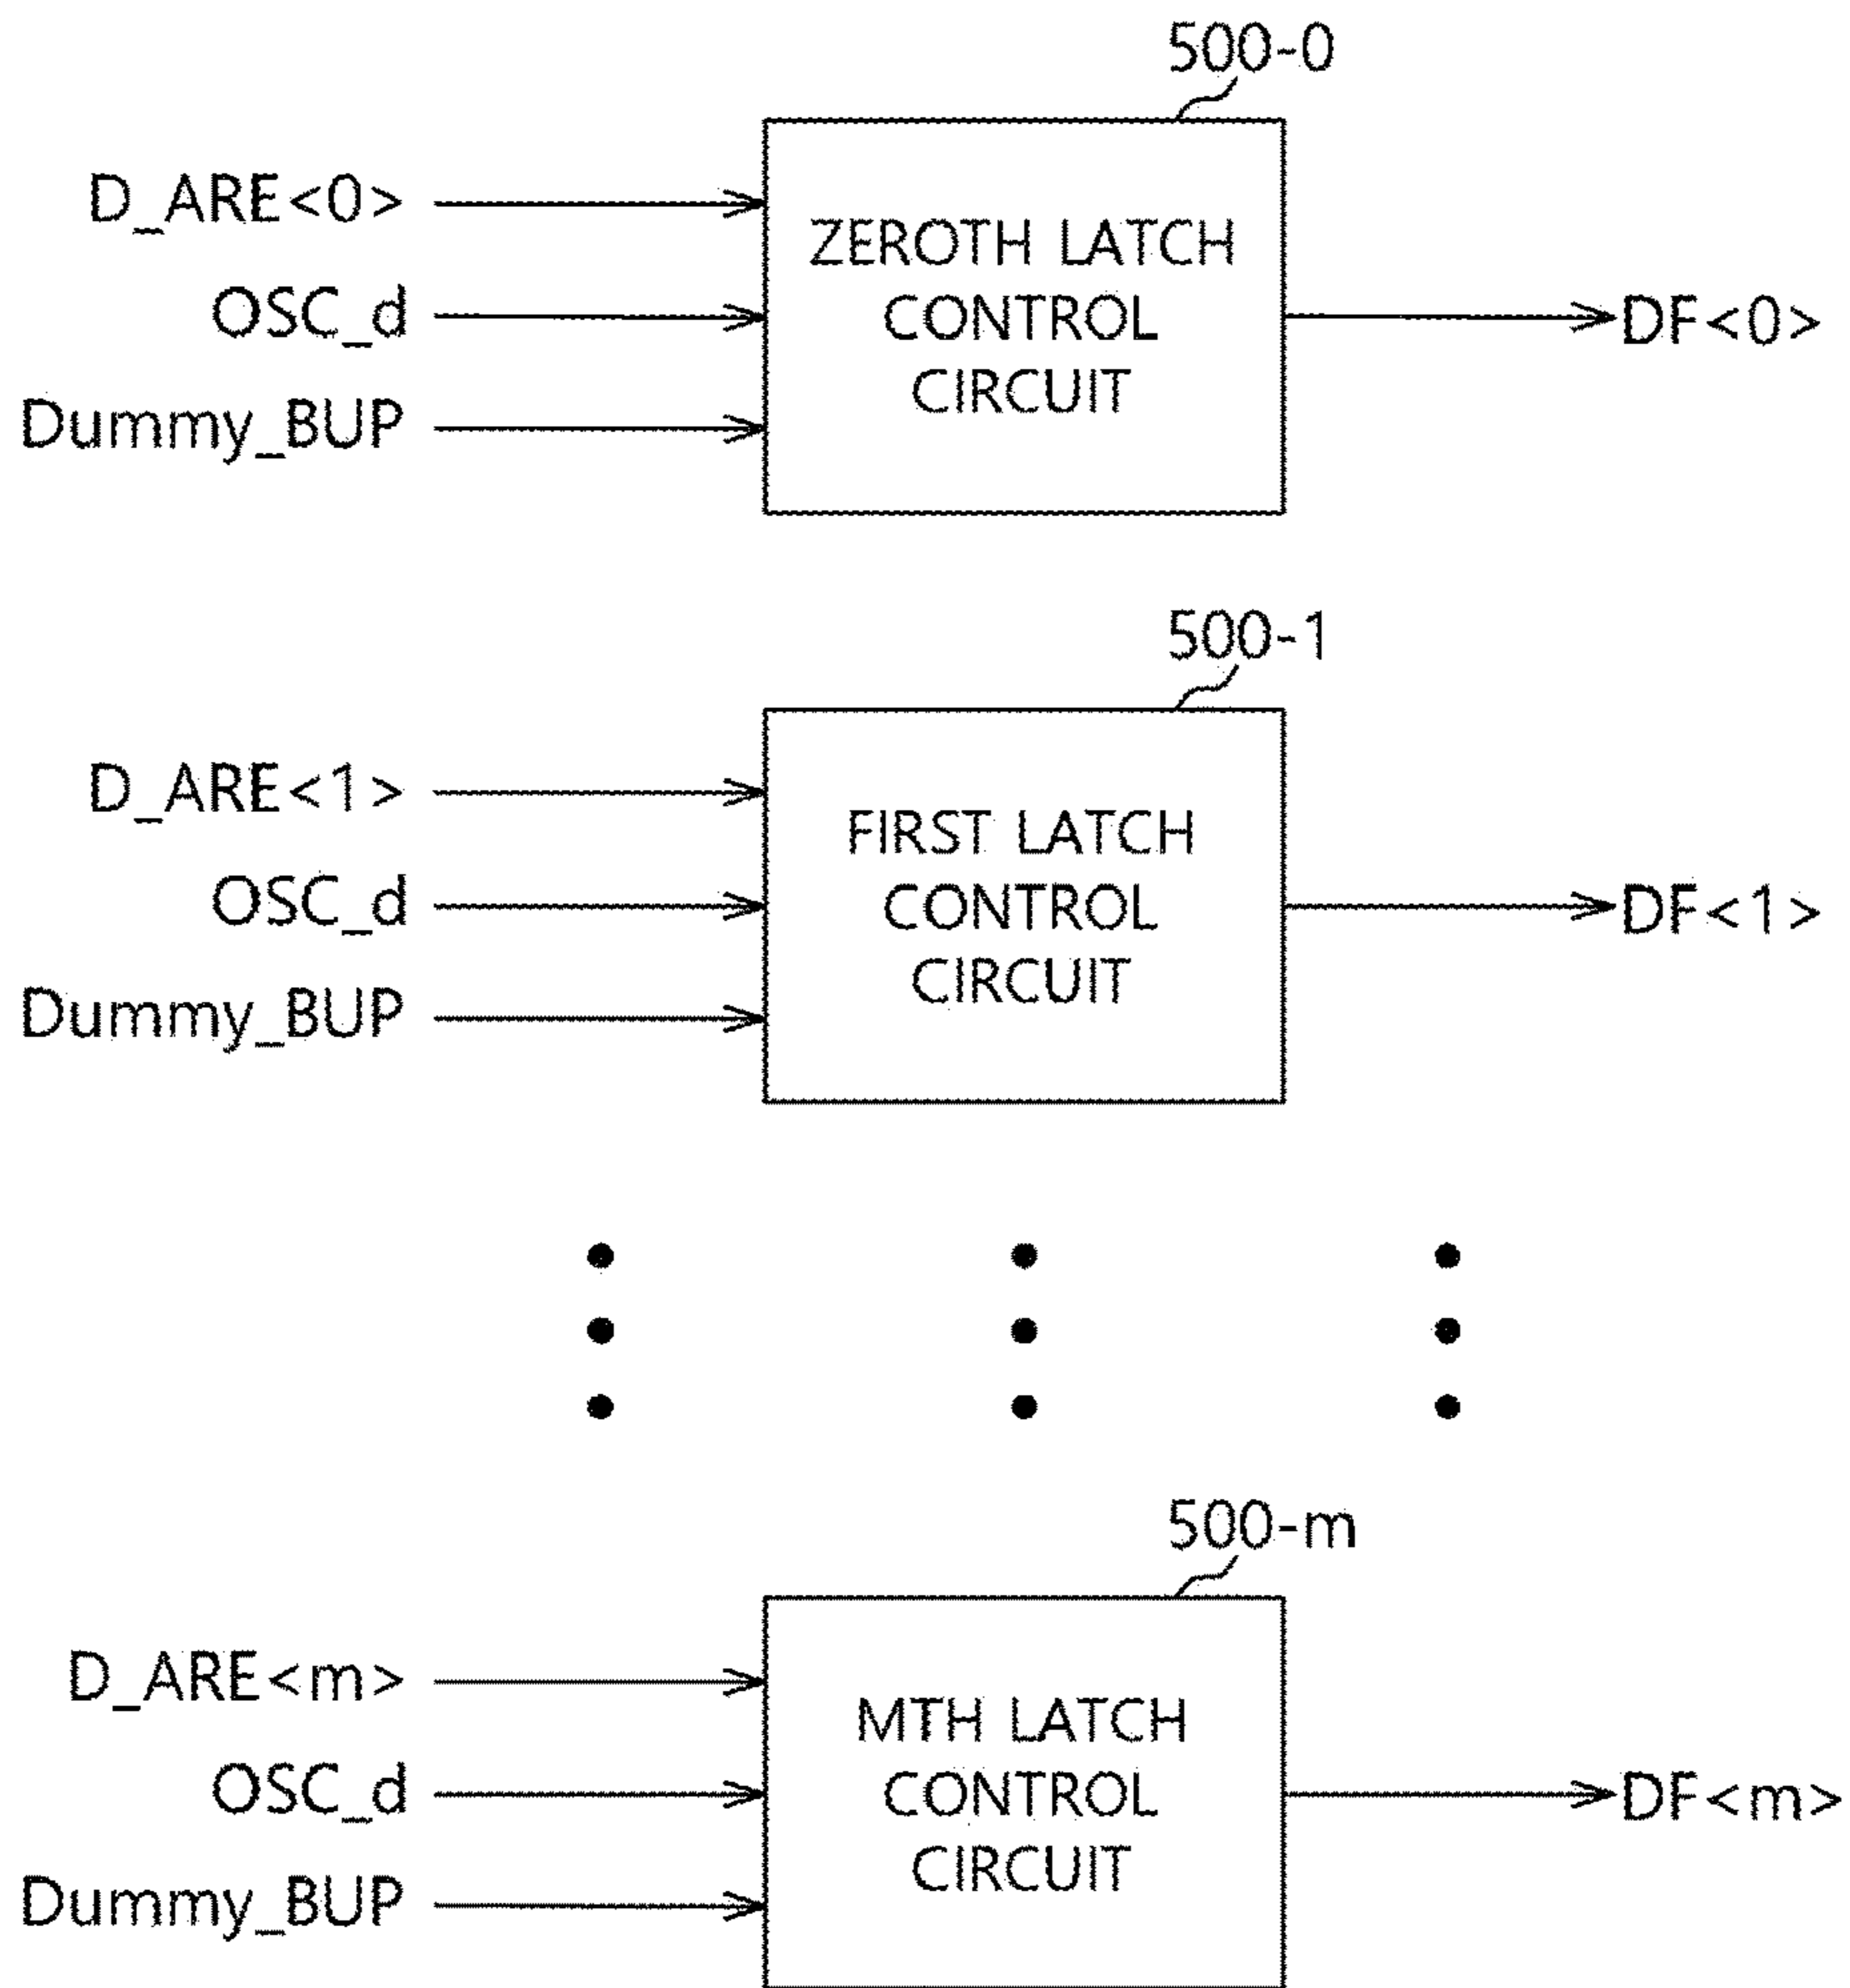 500-0
D_ARE<0>
OSC_d
Dummy_BUP
ZEROTH LATCH
CONTROL
CIRCUIT
DF<0>
500-1
D_ARE<1>
OSC_d
Dummy_BUP
FIRST LATCH
CONTROL
CIRCUIT
DF<1>
500-m
D_ARE<m>
OSC_d
Dummy_BUP
MTH LATCH
CONTROL
CIRCUIT
DF<m>